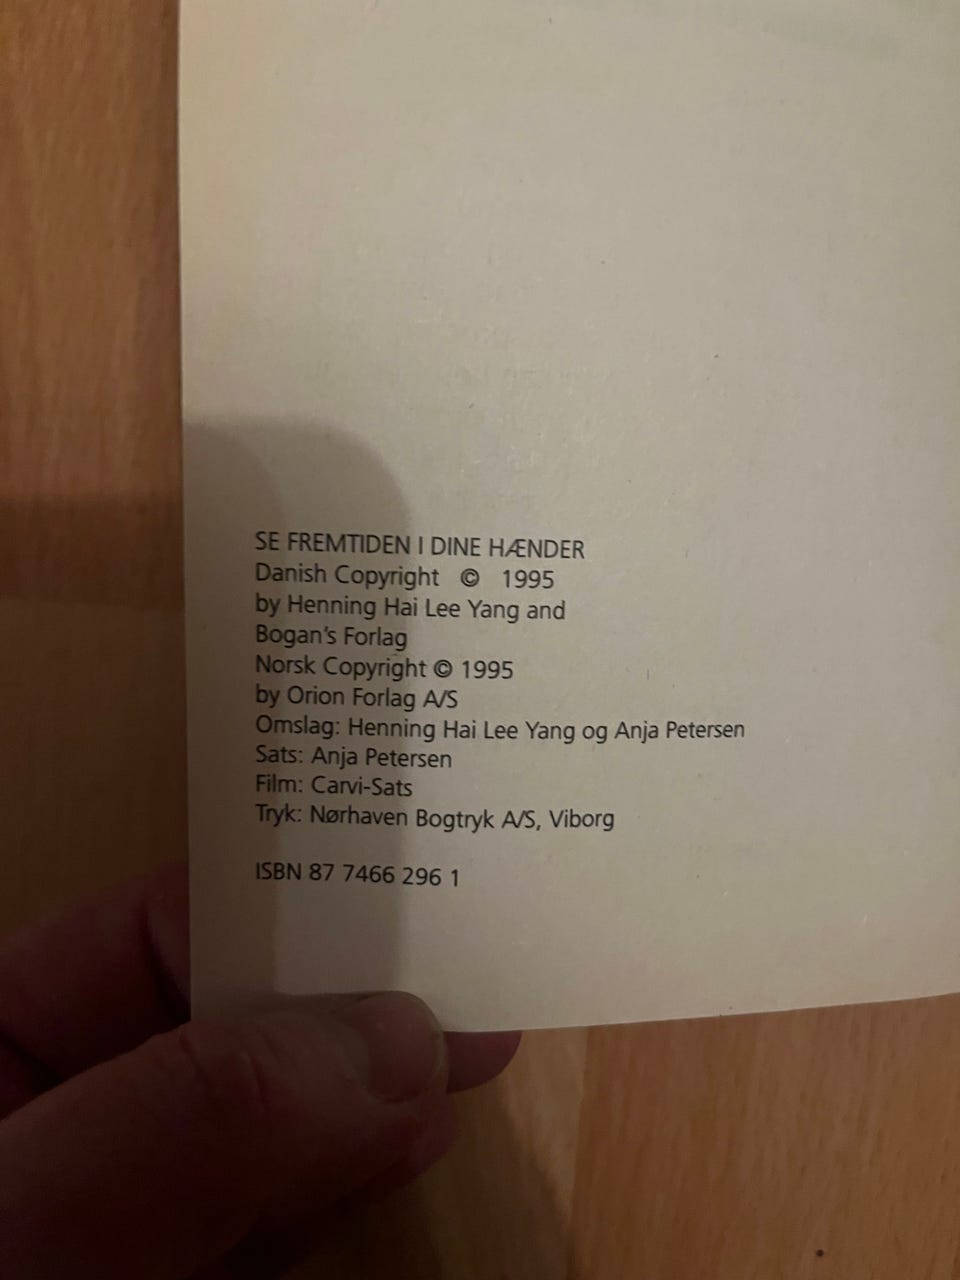 SE FREMTIDEN I DINE HÆNDER
Danish Copyright © 1995
by Henning Hai Lee Yang and
Bogan's Forlag
Norsk Copyright © 1995
by Orion Forlag A/S
Omslag: Henning Hai Lee Yang og Anja Petersen
Sats: Anja Petersen
Film: Carvi-Sats
Tryk: Nørhaven Bogtryk A/S, Viborg
ISBN 87 7466 296 1